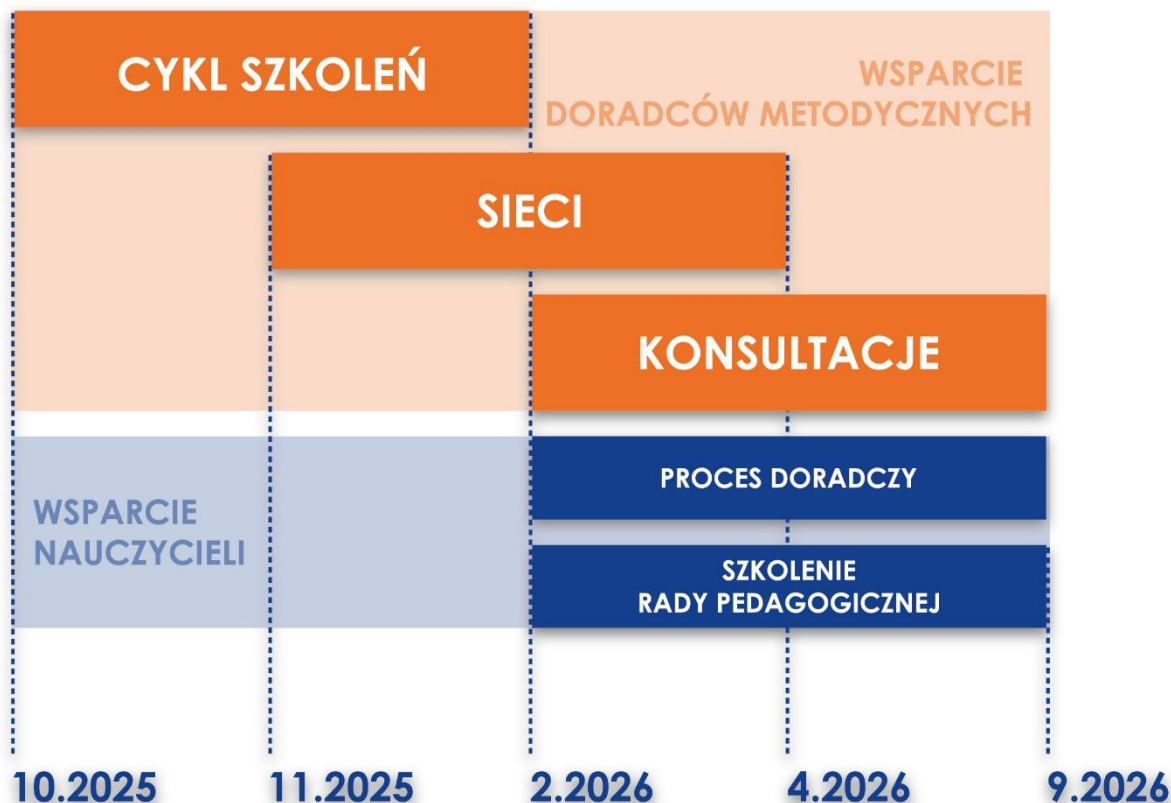 CYKL SZKOLEŃ
WSPARCIE
DORADCÓW METODYCZNYCH
SIECI
KONSULTACJE
WSPARCIE
NAUCZYCIELI
PROCES DORADCZY
SZKOLENIE
RADY PEDAGOGICZNEJ
10.2025
11.2025
2.2026
4.2026
9.2026